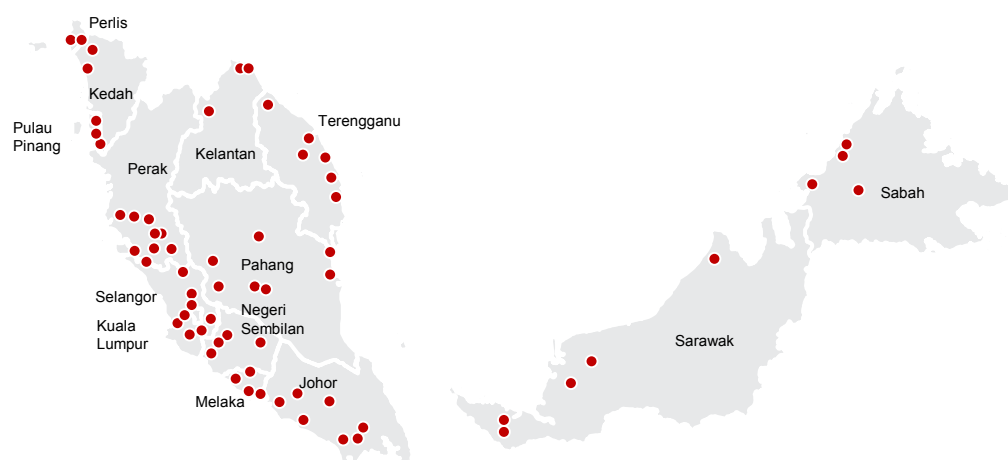 Perlis
Kedah
Pulau
Pinang
Perak
Kelantan
Terengganu
Pahang
Selangor
Kuala
Lumpur
Negeri
Sembilan
Melaka
Johor
Sabah
Sarawak